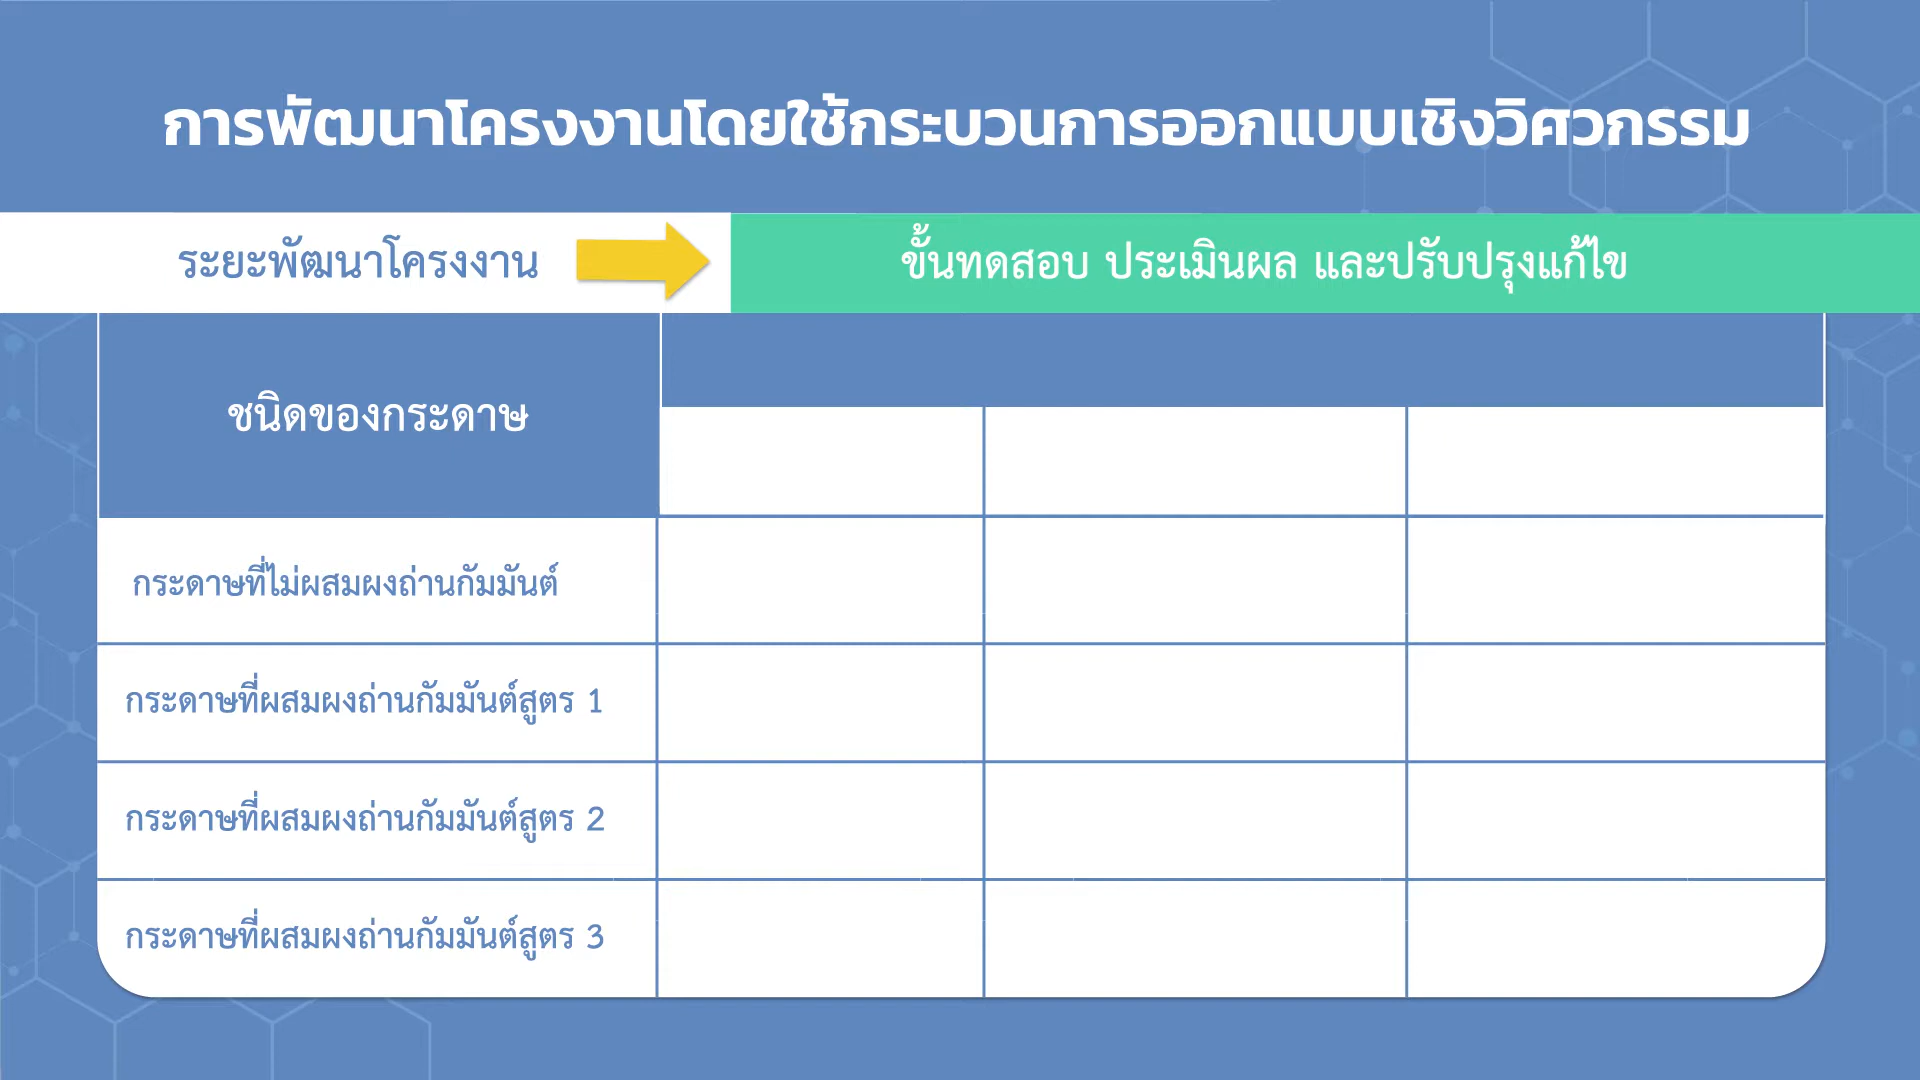 การพัฒนาโครงงานโดยใช้กระบวนการออกแบบเชิงวิศวกรรม
ระยะพัฒนาโครงงาน
ขั้นทดสอบ ประเมินผล และปรับปรุงแก้ไข
ชนิดของกระดาษ
กระดาษที่ไม่ผสมผงถ่านกัมมันต์
กระดาษที่ผสมผงถ่านกัมมันต์สูตร 1
กระดาษที่ผสมผงถ่านกัมมันต์สูตร 2
กระดาษที่ผสมผงถ่านกัมมันต์สูตร 3